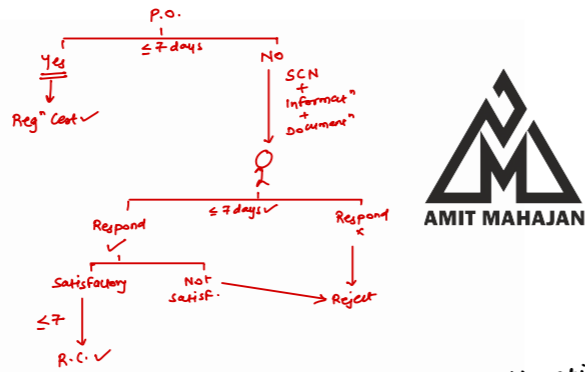 P.O.
≤ 7 days
Yes
No
SCN
+
Informatⁿ
+
Documentⁿ
Regⁿ Cert ✓
≤ 7 days ✓
Respond
✓
Respond
×
Satisfactory
Not
satisf.
Reject
≤ 7
R.C. ✓
AMIT MAHAJAN